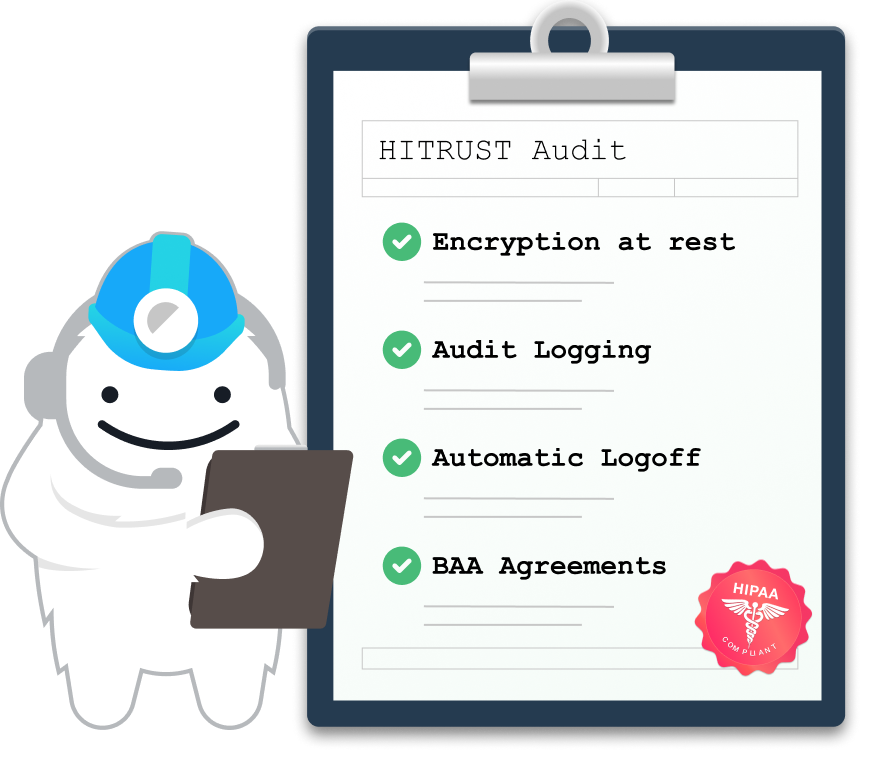 HITRUST Audit
Encryption at rest
Audit Logging
Automatic Logoff
BAA Agreements
HIPAA
COMPLIANT